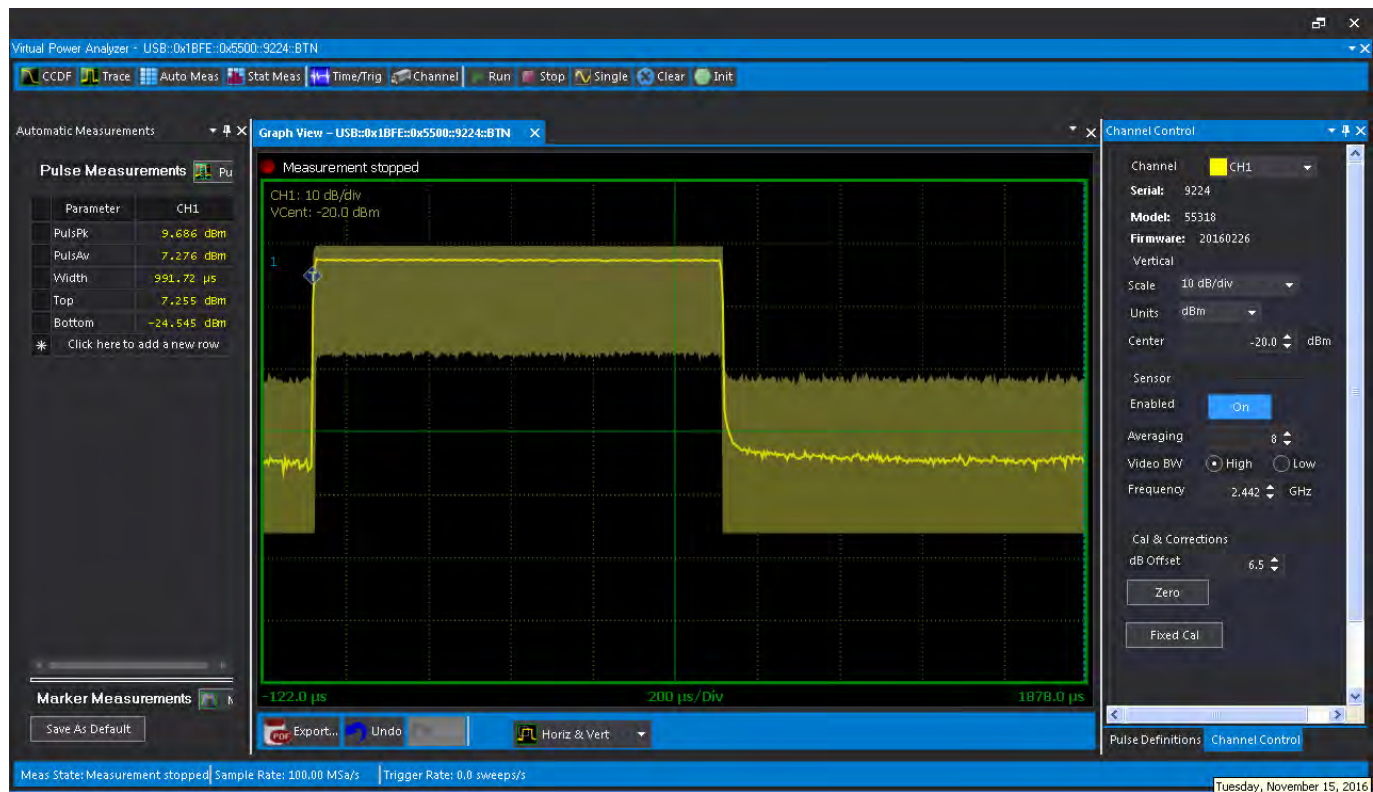 Virtual Power Analyzer - USB::0x1BFE::0x5500::9224::BTN
CCDF Trace Auto Meas Stat Meas Time/Trig Channel Run Stop Single Clear Init
Automatic Measurements
Pulse Measurements Pu
Parameter CH1
PulsPk 9.686 dBm
PulsAv 7.276 dBm
Width 991.72 µs
Top 7.255 dBm
Bottom -24.545 dBm
Click here to add a new row
Marker Measurements
Save As Default
Graph View – USB::0x1BFE::0x5500::9224::BTN
Measurement stopped
CH1: 10 dB/div
VCent: -20.0 dBm
1
T
-122.0 µs 200 µs/Div 1878.0 µs
PDF Export... Undo Horiz & Vert
Channel Control
Channel CH1
Serial: 9224
Model: 55318
Firmware: 20160226
Vertical
Scale 10 dB/div
Units dBm
Center -20.0 dBm
Sensor
Enabled On
Averaging 8
Video BW High Low
Frequency 2.442 GHz
Cal & Corrections
dB Offset 6.5
Zero
Fixed Cal
Pulse Definitions Channel Control
Meas State: Measurement stopped Sample Rate: 100.00 MSa/s Trigger Rate: 0.0 sweeps/s
Tuesday, November 15, 2016